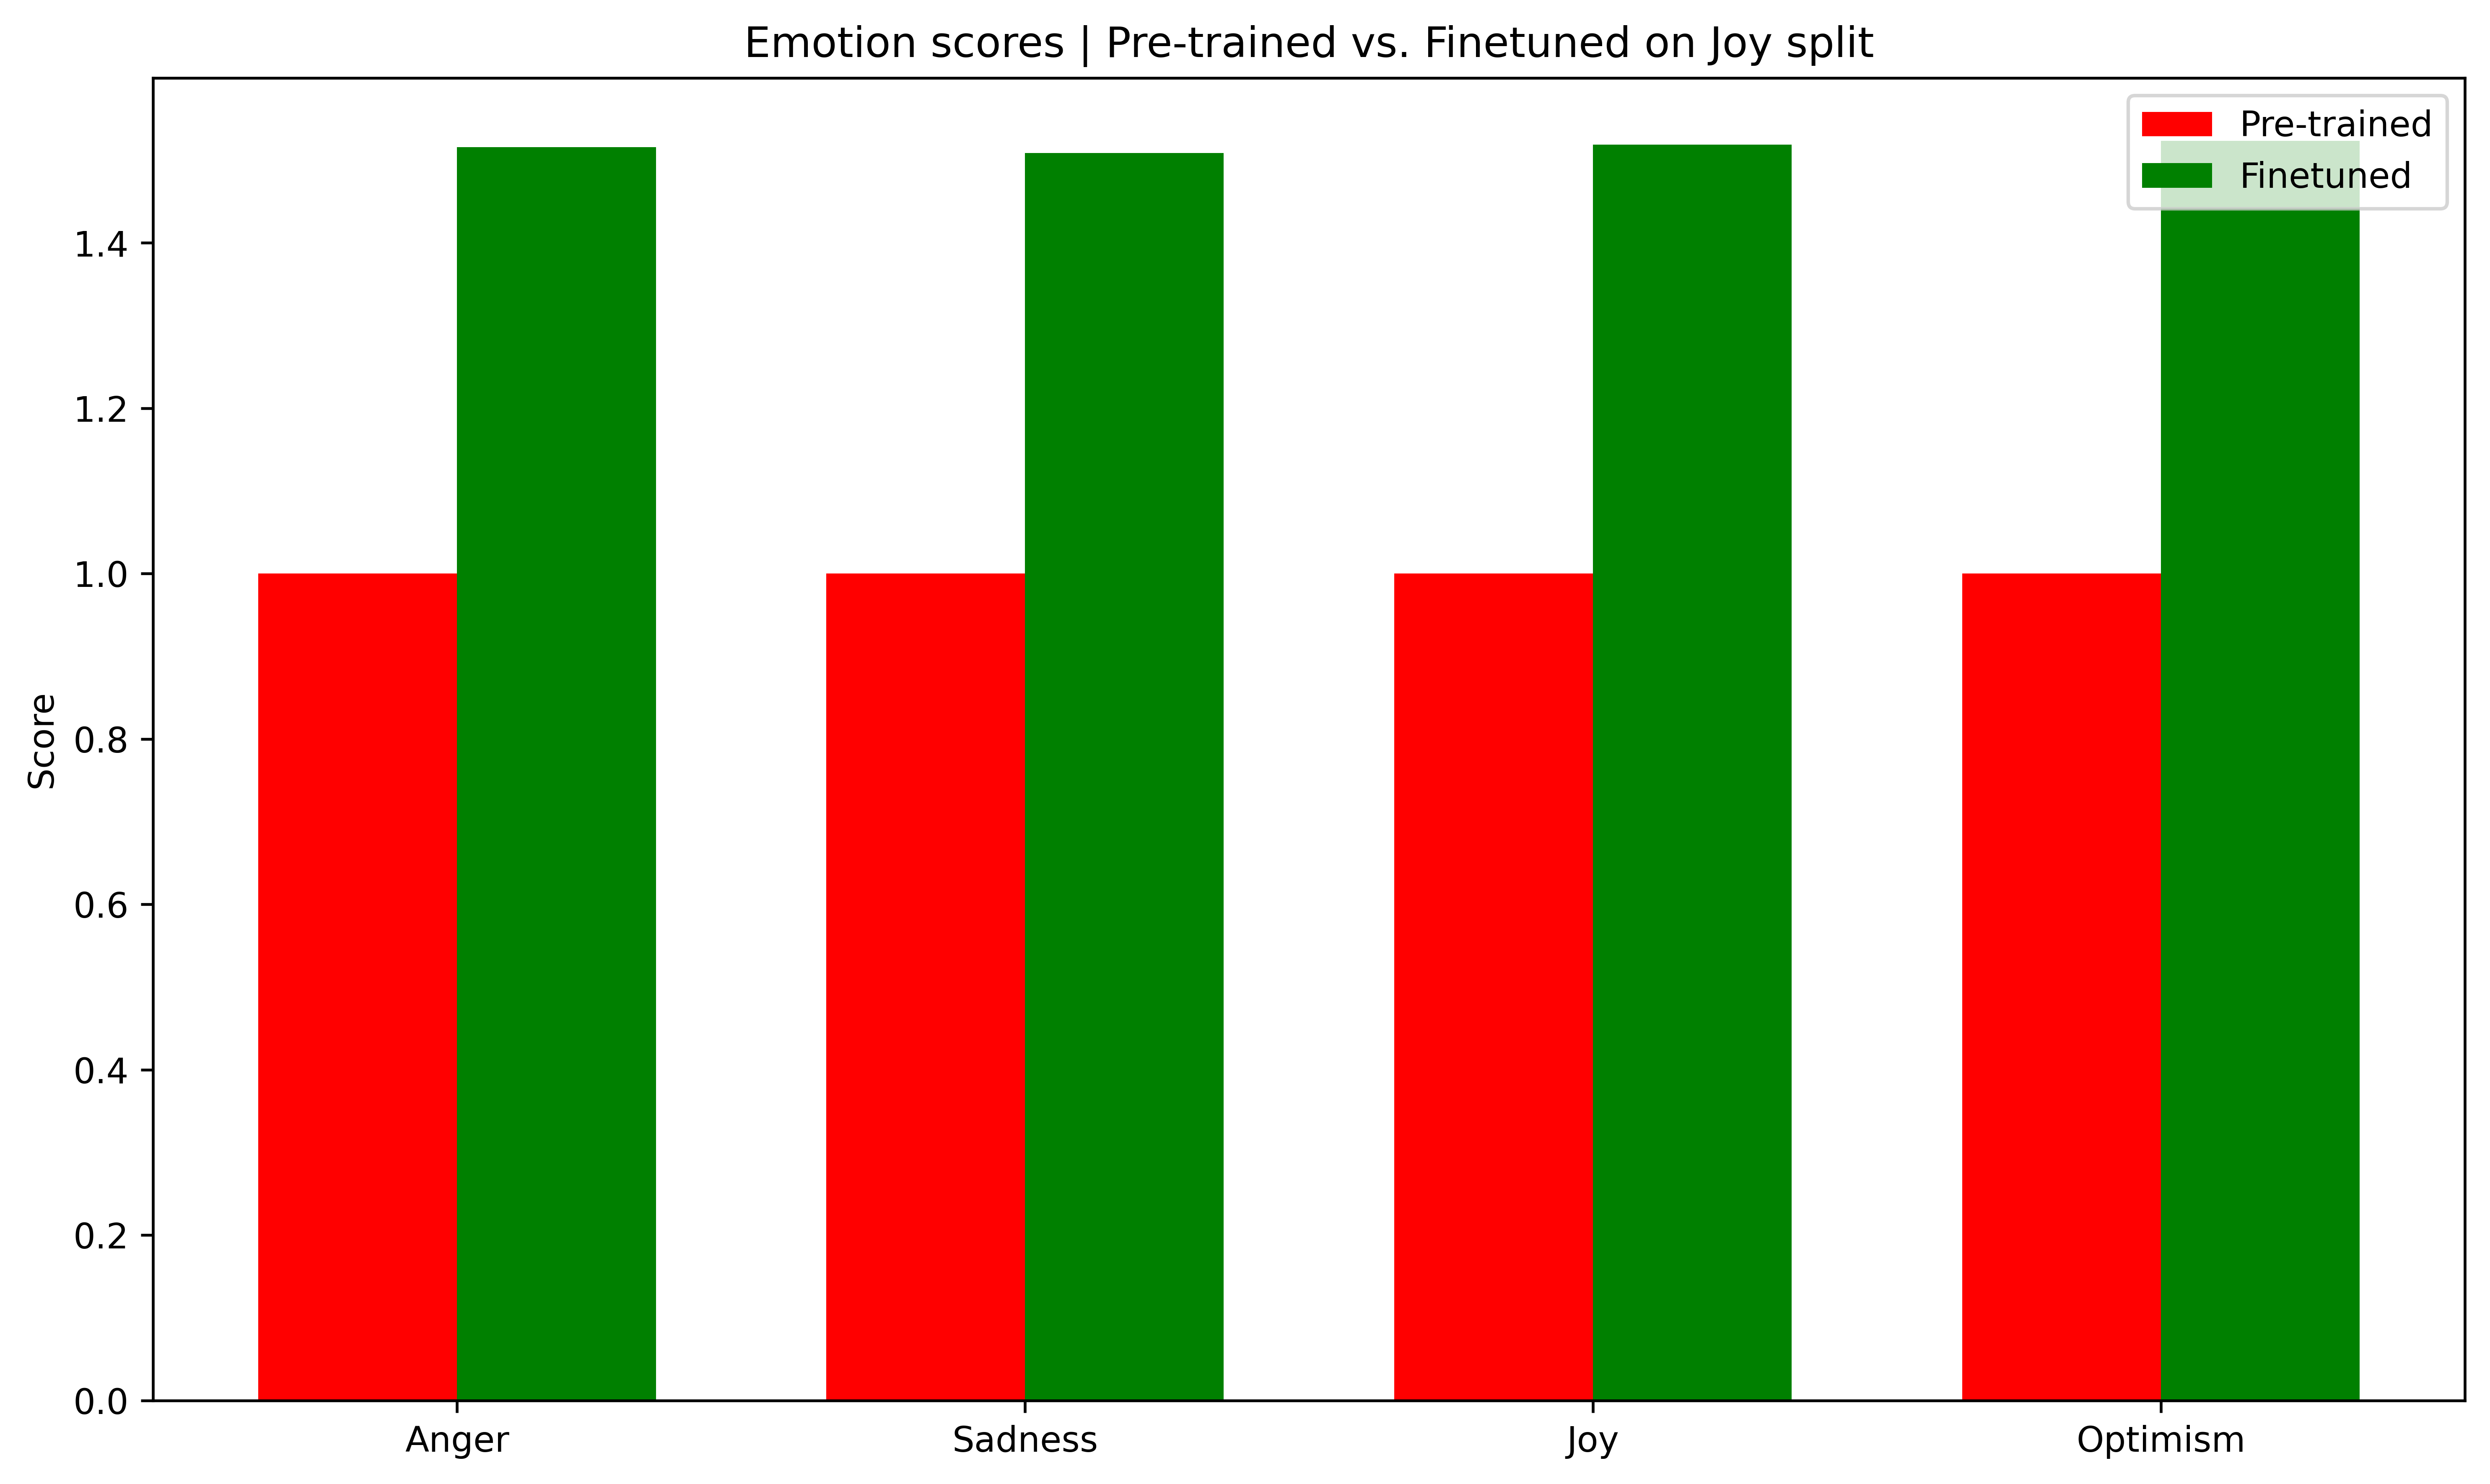 Emotion scores | Pre-trained vs. Finetuned on Joy split
Pre-trained
Finetuned
Score
1.4
1.2
1.0
0.8
0.6
0.4
0.2
0.0
Anger
Sadness
Joy
Optimism